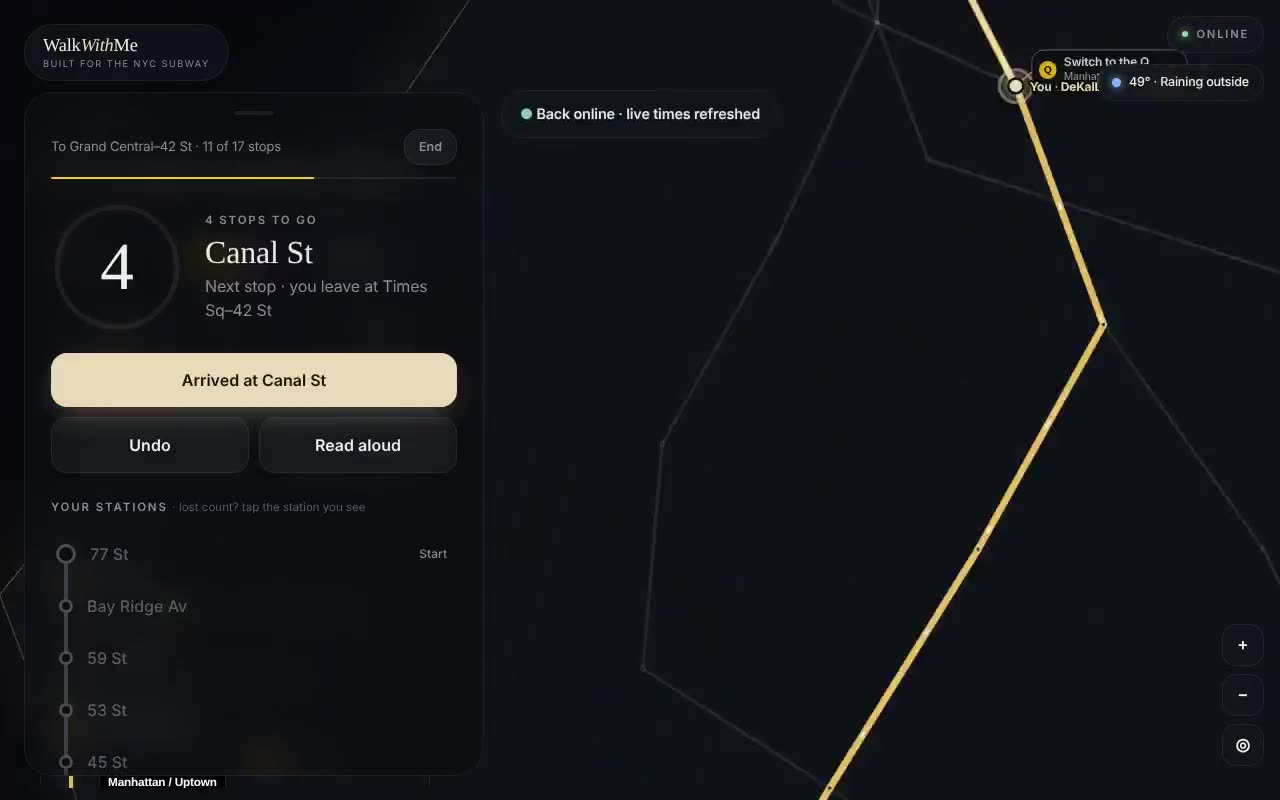 WalkWithMe
BUILT FOR THE NYC SUBWAY
ONLINE
Q
Switch to the Q
You · DeKalb
49° · Raining outside
Back online · live times refreshed
To Grand Central–42 St · 11 of 17 stops
End
4
4 STOPS TO GO
Canal St
Next stop · you leave at Times
Sq–42 St
Arrived at Canal St
Undo
Read aloud
YOUR STATIONS · lost count? tap the station you see
77 St
Start
Bay Ridge Av
59 St
53 St
45 St
Manhattan / Uptown
+
−